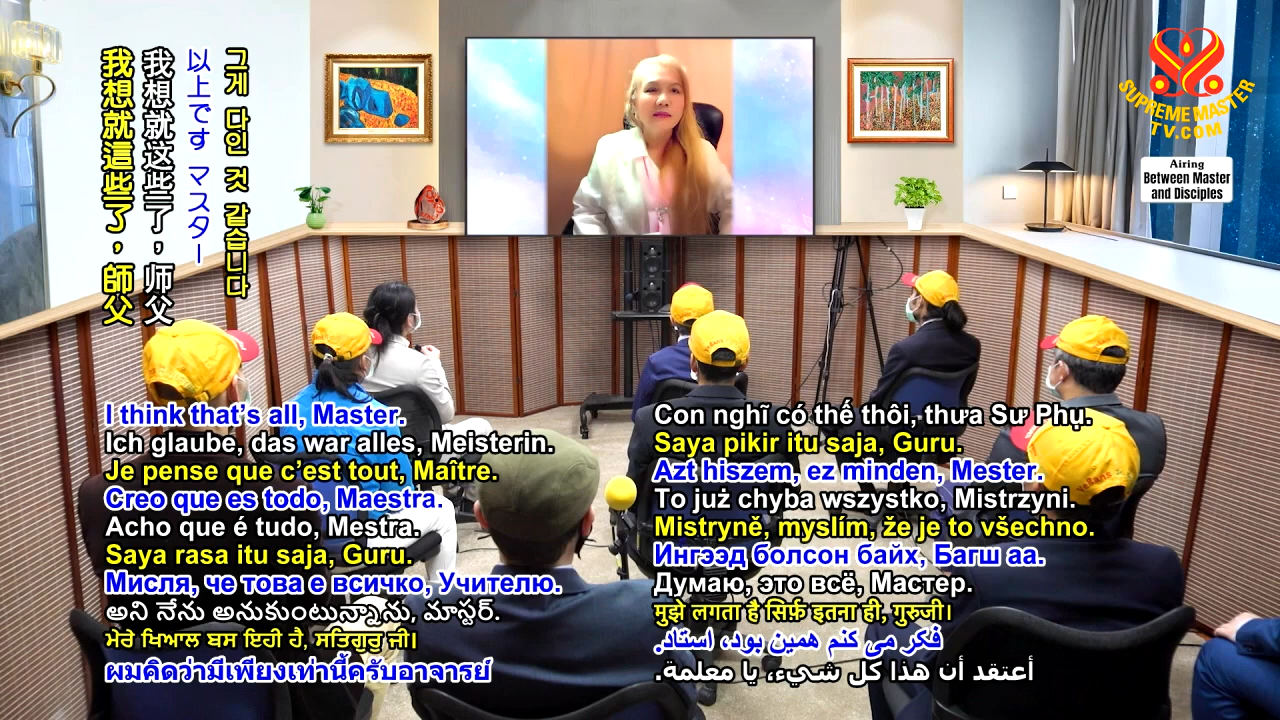 그게 다인 것 같습니다
以上です マスター
我想就这些了，师父
我想就這些了，師父
SUPREME MASTER
TV.COM
Airing
Between Master
and Disciples
I think that’s all, Master.
Ich glaube, das war alles, Meisterin.
Je pense que c’est tout, Maître.
Creo que es todo, Maestra.
Acho que é tudo, Mestra.
Saya rasa itu saja, Guru.
Мисля, че това е всичко, Учителю.
అని నేను అనుకుంటున్నాను, మాస్టర్.
ਮੇਰੇ ਖਿਆਲ ਬਸ ਇਹੀ ਹੈ, ਸਤਿਗੁਰੂ ਜੀ।
ผมคิดว่ามีเพียงเท่านี้ครับอาจารย์
Con nghĩ có thế thôi, thưa Sư Phụ.
Saya pikir itu saja, Guru.
Azt hiszem, ez minden, Mester.
To już chyba wszystko, Mistrzyni.
Mistryně, myslím, že je to všechno.
Ингээд болсон байх, Багш аа.
Думаю, это всё, Мастер.
मुझे लगता है सिर्फ़ इतना ही, गुरुजी।
فکر می کنم همین بود، استاد.
أعتقد أن هذا كل شيء، يا معلمة.